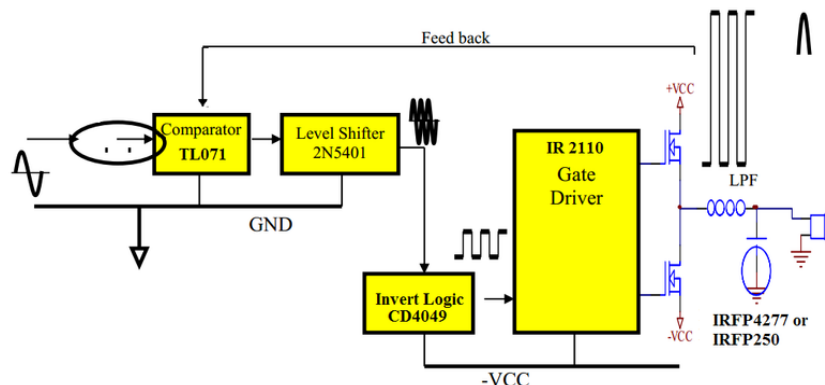 Feed back
Comparator
TL071
Level Shifter
2N5401
IR 2110
Gate
Driver
+VCC
LPF
GND
Invert Logic
CD4049
-VCC
IRFP4277 or
IRFP250
-VCC